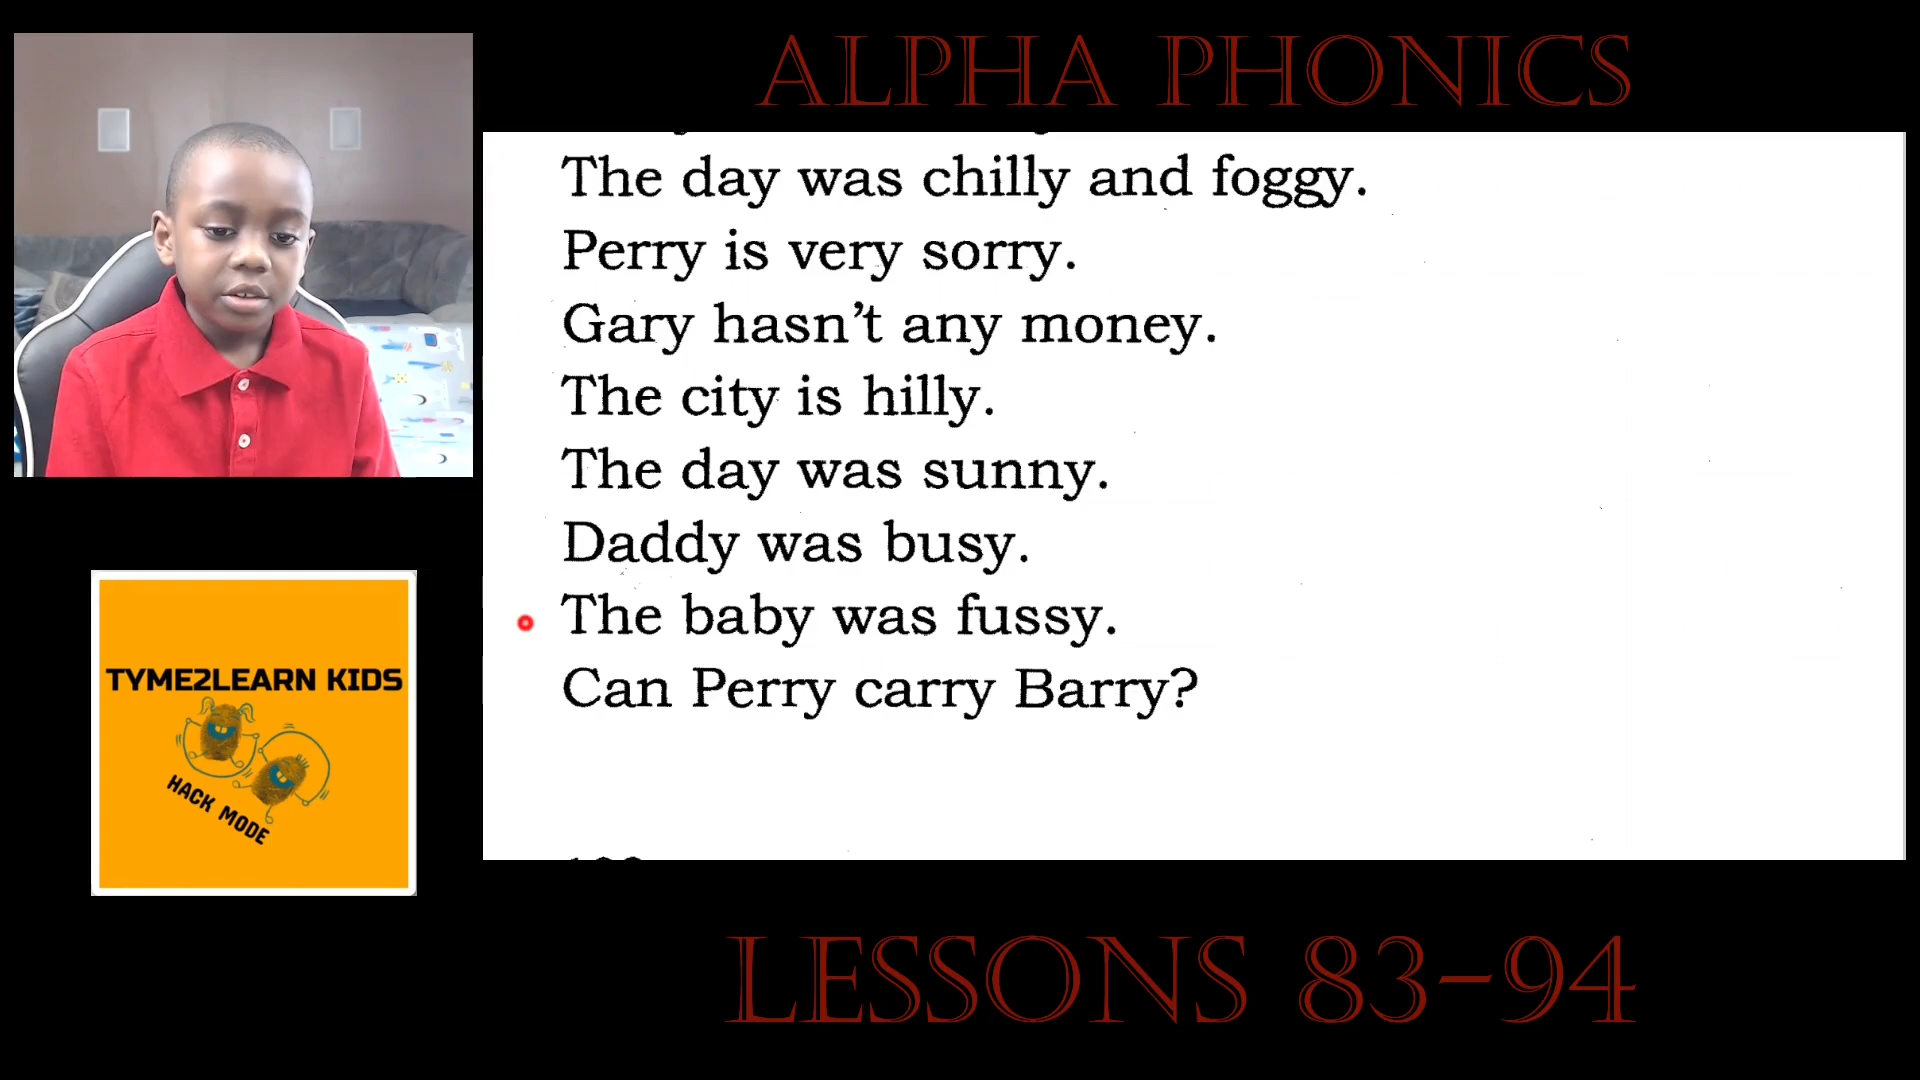 ALPHA PHONICS
The day was chilly and foggy.
Perry is very sorry.
Gary hasn't any money.
The city is hilly.
The day was sunny.
Daddy was busy.
The baby was fussy.
Can Perry carry Barry?
TYME2LEARN KIDS
HACK MODE
LESSONS 83-94